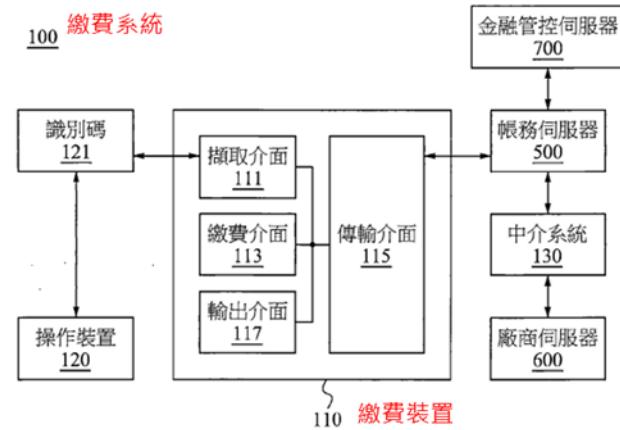 100 繳費系統
金融管控伺服器
700
識別碼
121
擷取介面
111
繳費介面
113
輸出介面
117
傳輸介面
115
帳務伺服器
500
中介系統
130
操作裝置
120
廠商伺服器
600
110 繳費裝置